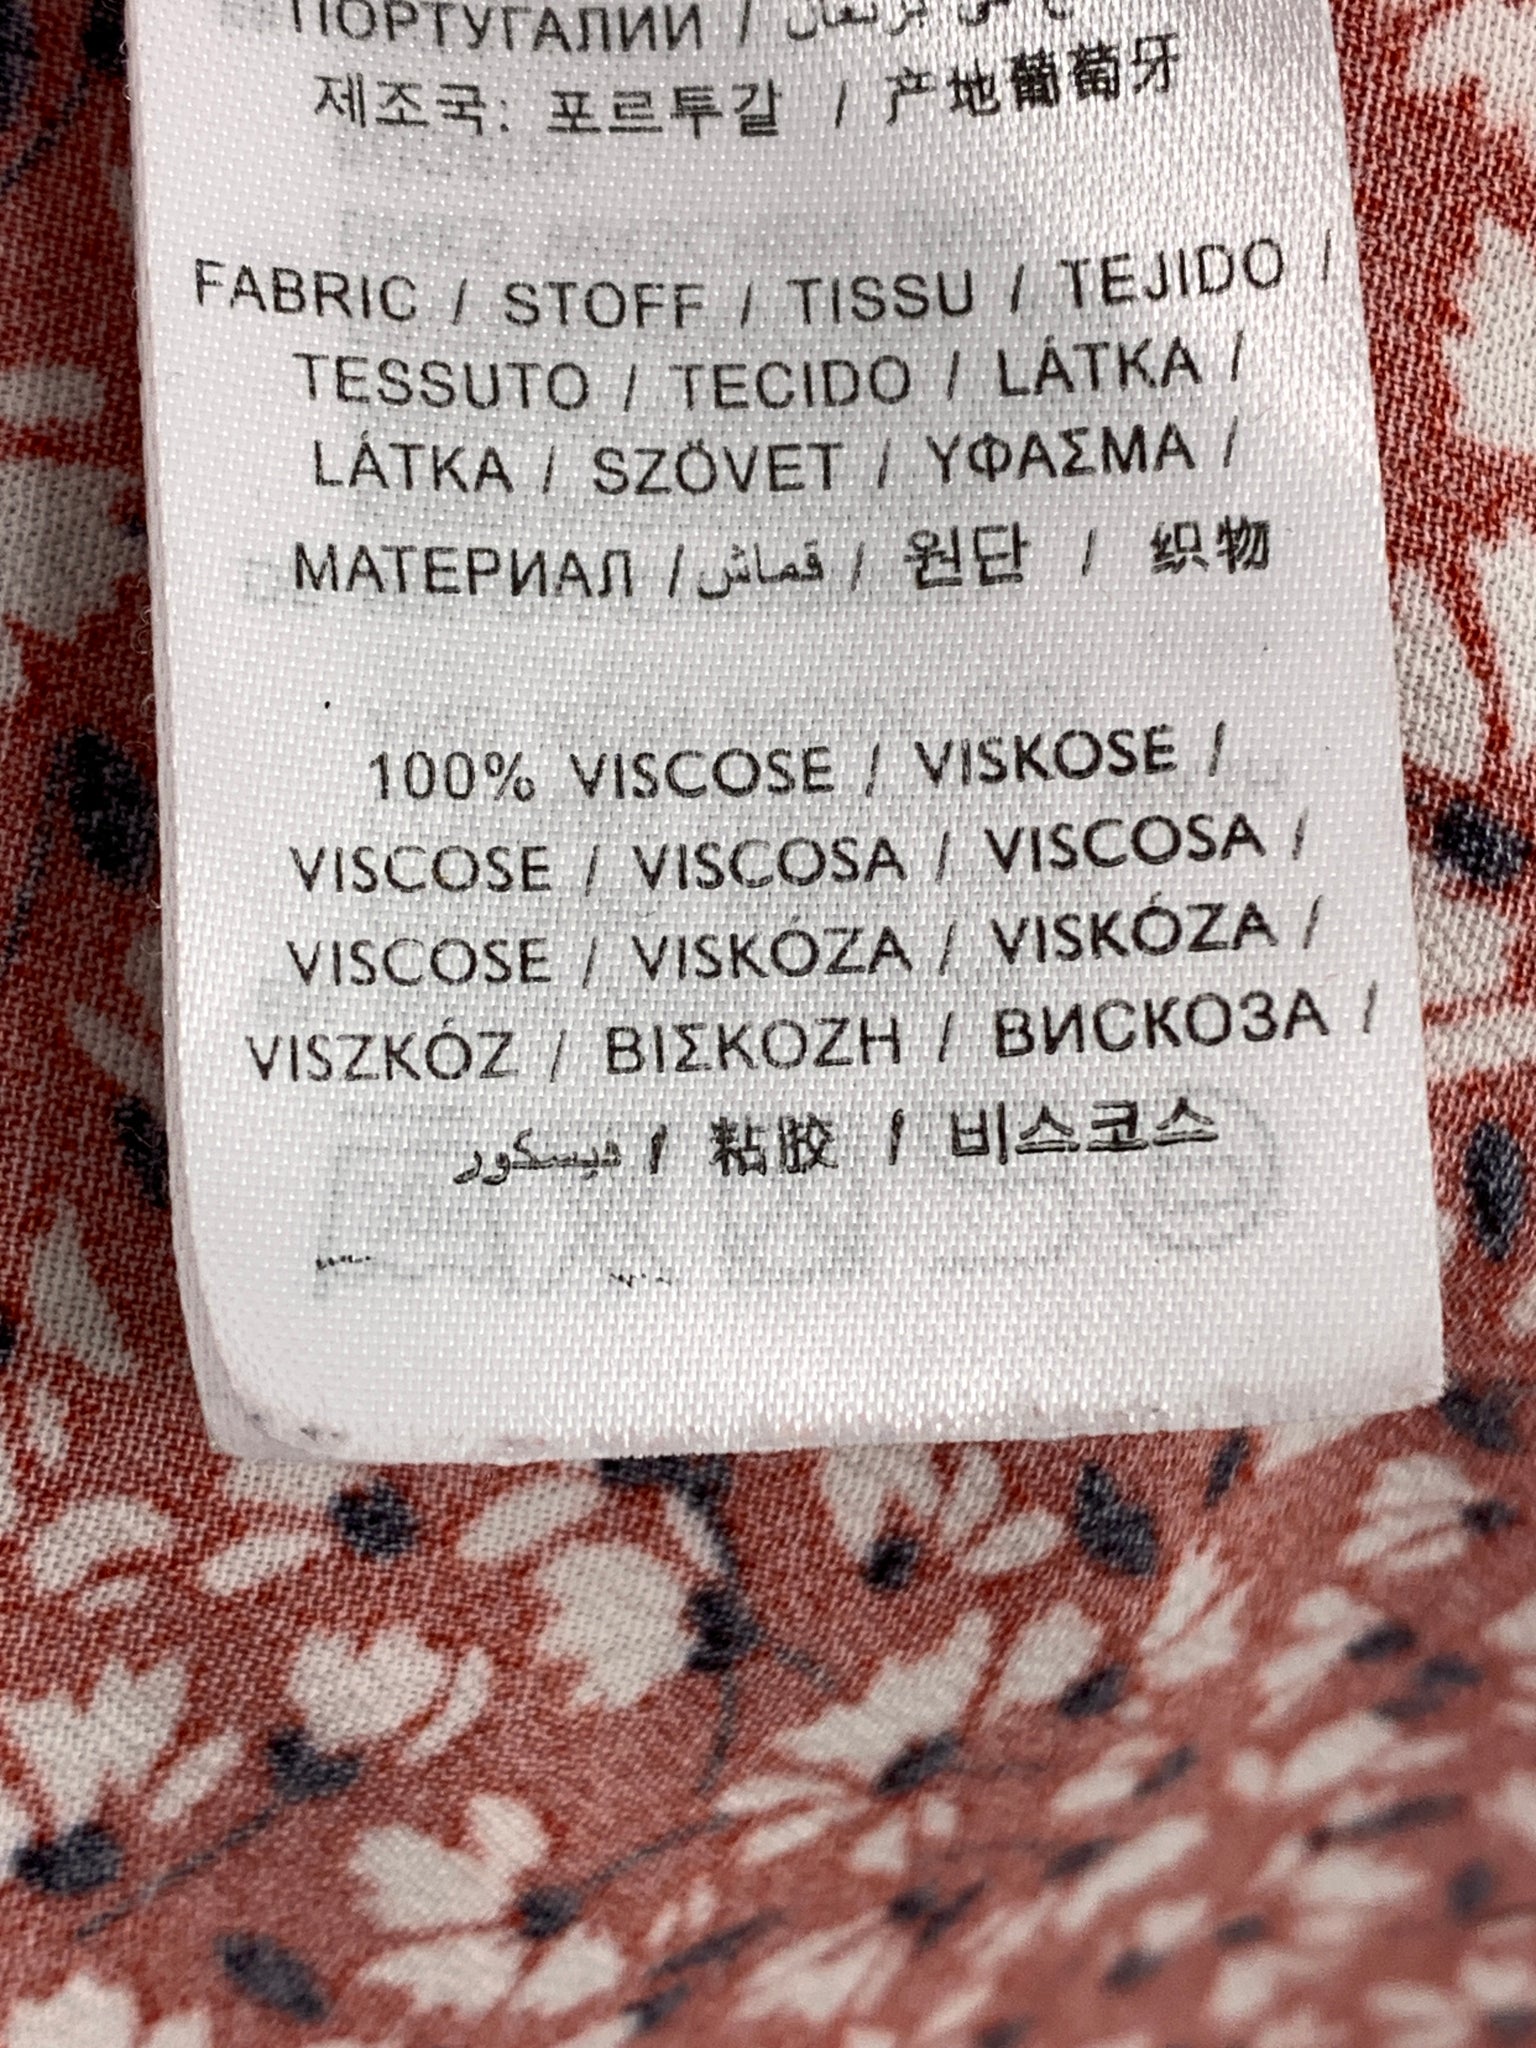 ПОРТУГАЛИИ /
제조국: 포르투갈 / 产地葡萄牙
FABRIC / STOFF / TISSU / TEJIDO /
TESSUTO / TECIDO / LÁTKA /
LÁTKA / SZÖVET / ΥΦΑΣΜΑ /
МАТЕРИАЛ / قماش / 원단 / 织物
100% VISCOSE / VISKOSE /
VISCOSE / VISCOSA / VISCOSA /
VISCOSE / VISKÓZA / VISKÓZA /
VISZKÓZ / ΒΙΣΚΟΖΗ / ВИСКОЗА /
فيسكور / 粘胶 / 비스코스